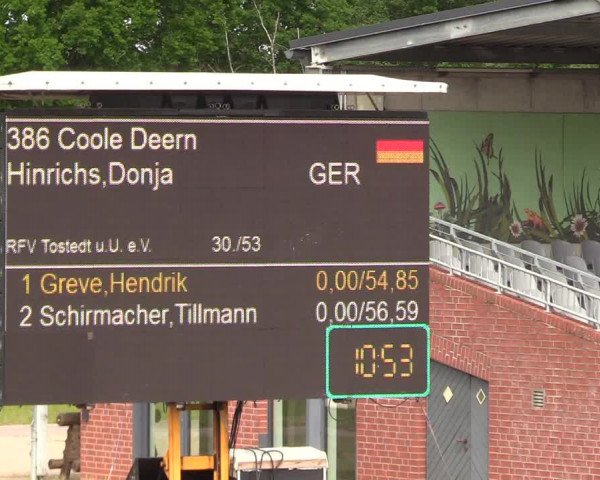 386 Coole Deern
Hinrichs,Donja GER
RFV Tostedt u.U. e.V. 30./53
1 Greve,Hendrik 0,00/54,85
2 Schirmacher,Tillmann 0,00/56,59
10:53